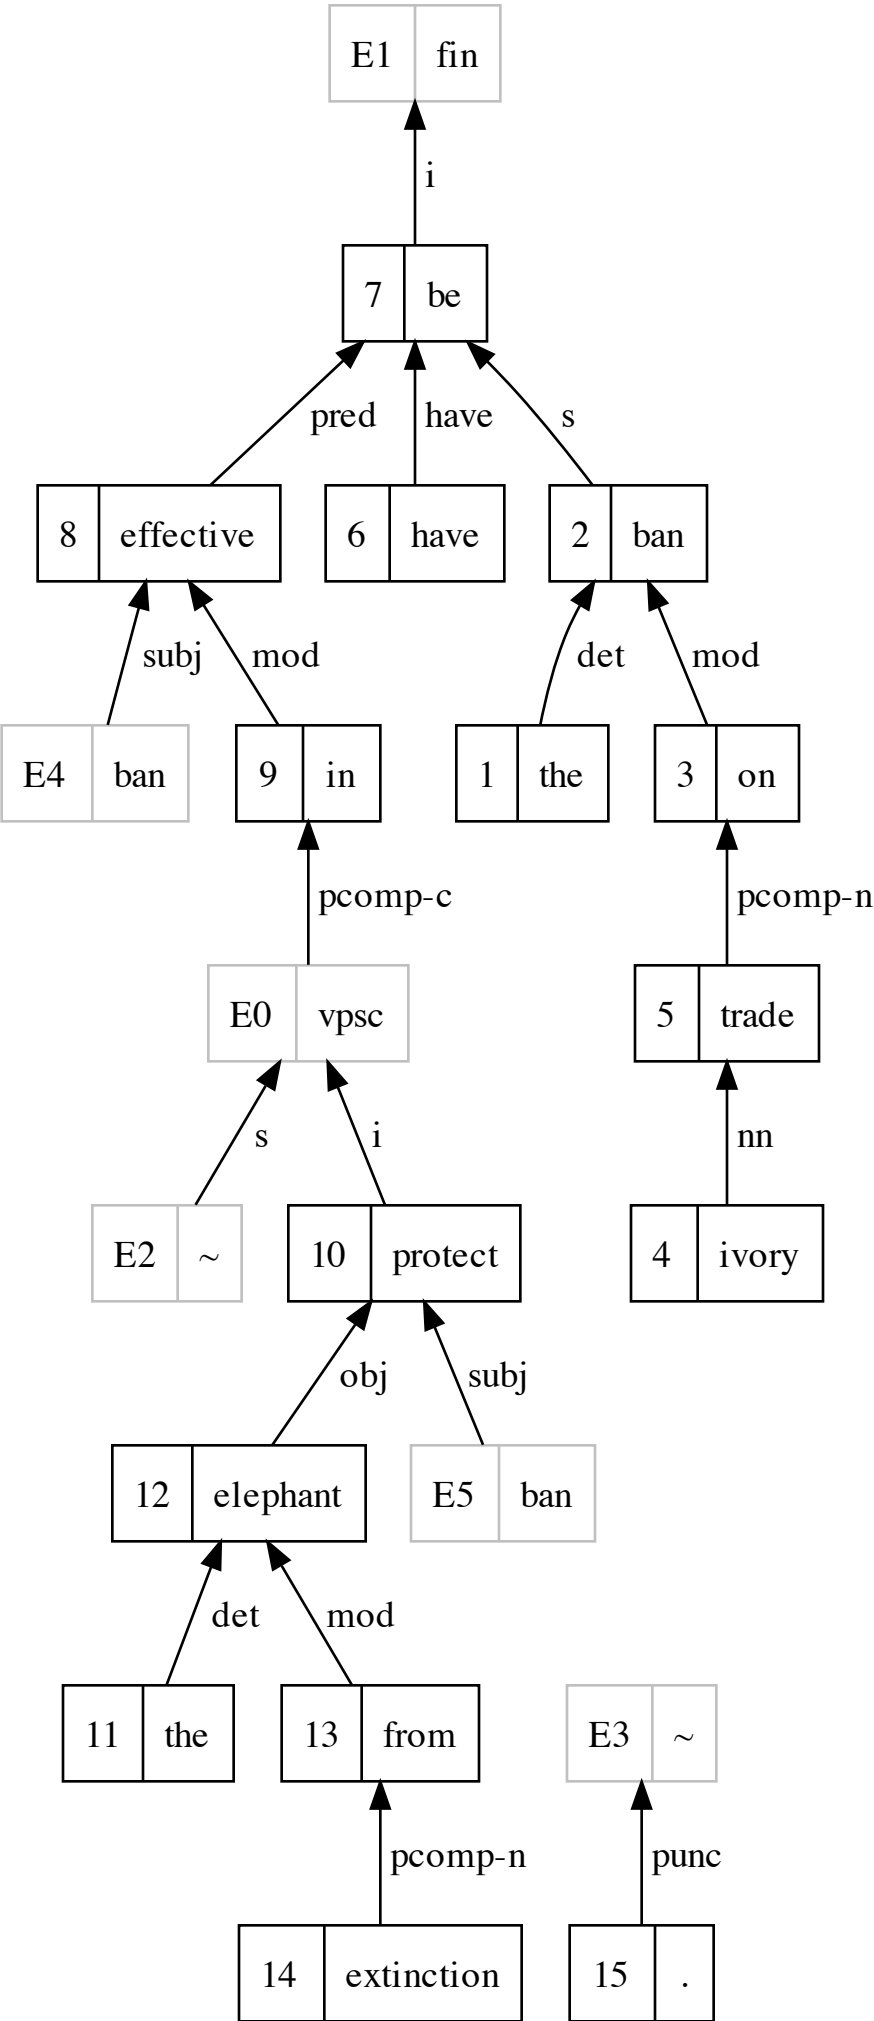 E1 fin
i
7 be
pred have s
8 effective 6 have 2 ban
subj mod det mod
E4 ban 9 in 1 the 3 on
pcomp-c pcomp-n
E0 vpsc 5 trade
s i nn
E2 ~ 10 protect 4 ivory
obj subj
12 elephant E5 ban
det mod
11 the 13 from E3 ~
pcomp-n punc
14 extinction 15 .